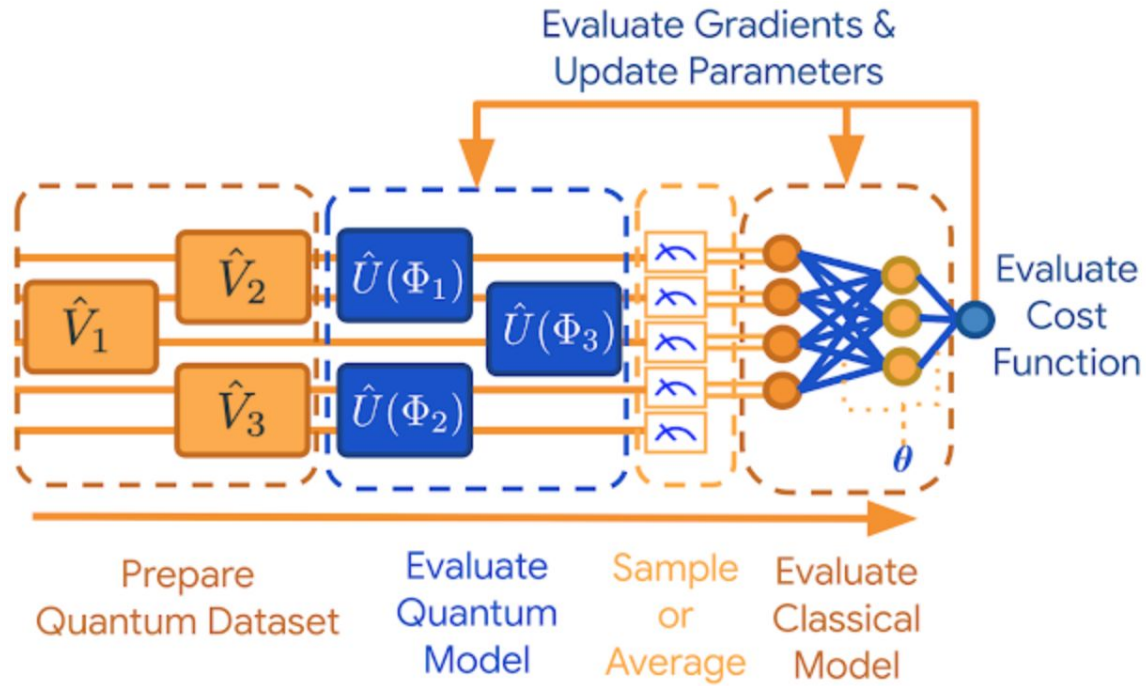 Evaluate Gradients &
Update Parameters
V̂₁
V̂₂
V̂₃
Û(Φ₁)
Û(Φ₂)
Û(Φ₃)
θ
Evaluate
Cost
Function
Prepare
Quantum Dataset
Evaluate
Quantum
Model
Sample
or
Average
Evaluate
Classical
Model